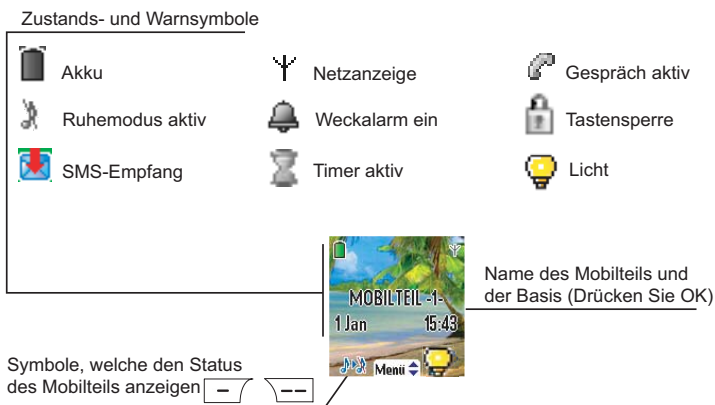 Zustands- und Warnsymbole
Akku
Netzanzeige
Gespräch aktiv
Ruhemodus aktiv
Weckalarm ein
Tastensperre
SMS-Empfang
Timer aktiv
Licht
MOBILTEIL -1-
1 Jan 15:43
Menü
Name des Mobilteils und
der Basis (Drücken Sie OK)
Symbole, welche den Status
des Mobilteils anzeigen